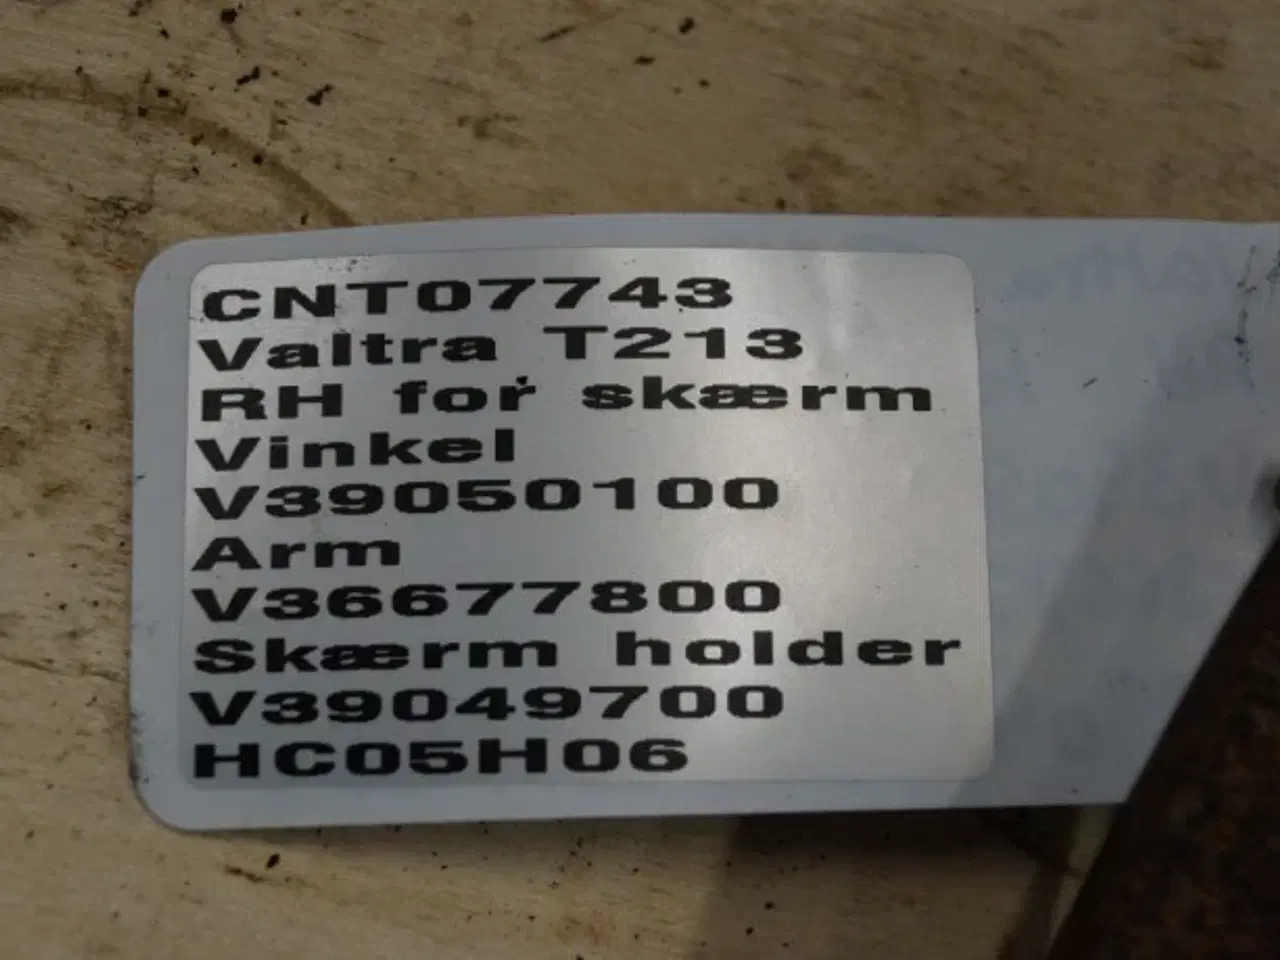 CNT07743
Valtra T213
RH for skærm
Vinkel
V39050100
Arm
V36677800
Skærm holder
V39049700
HC05H06